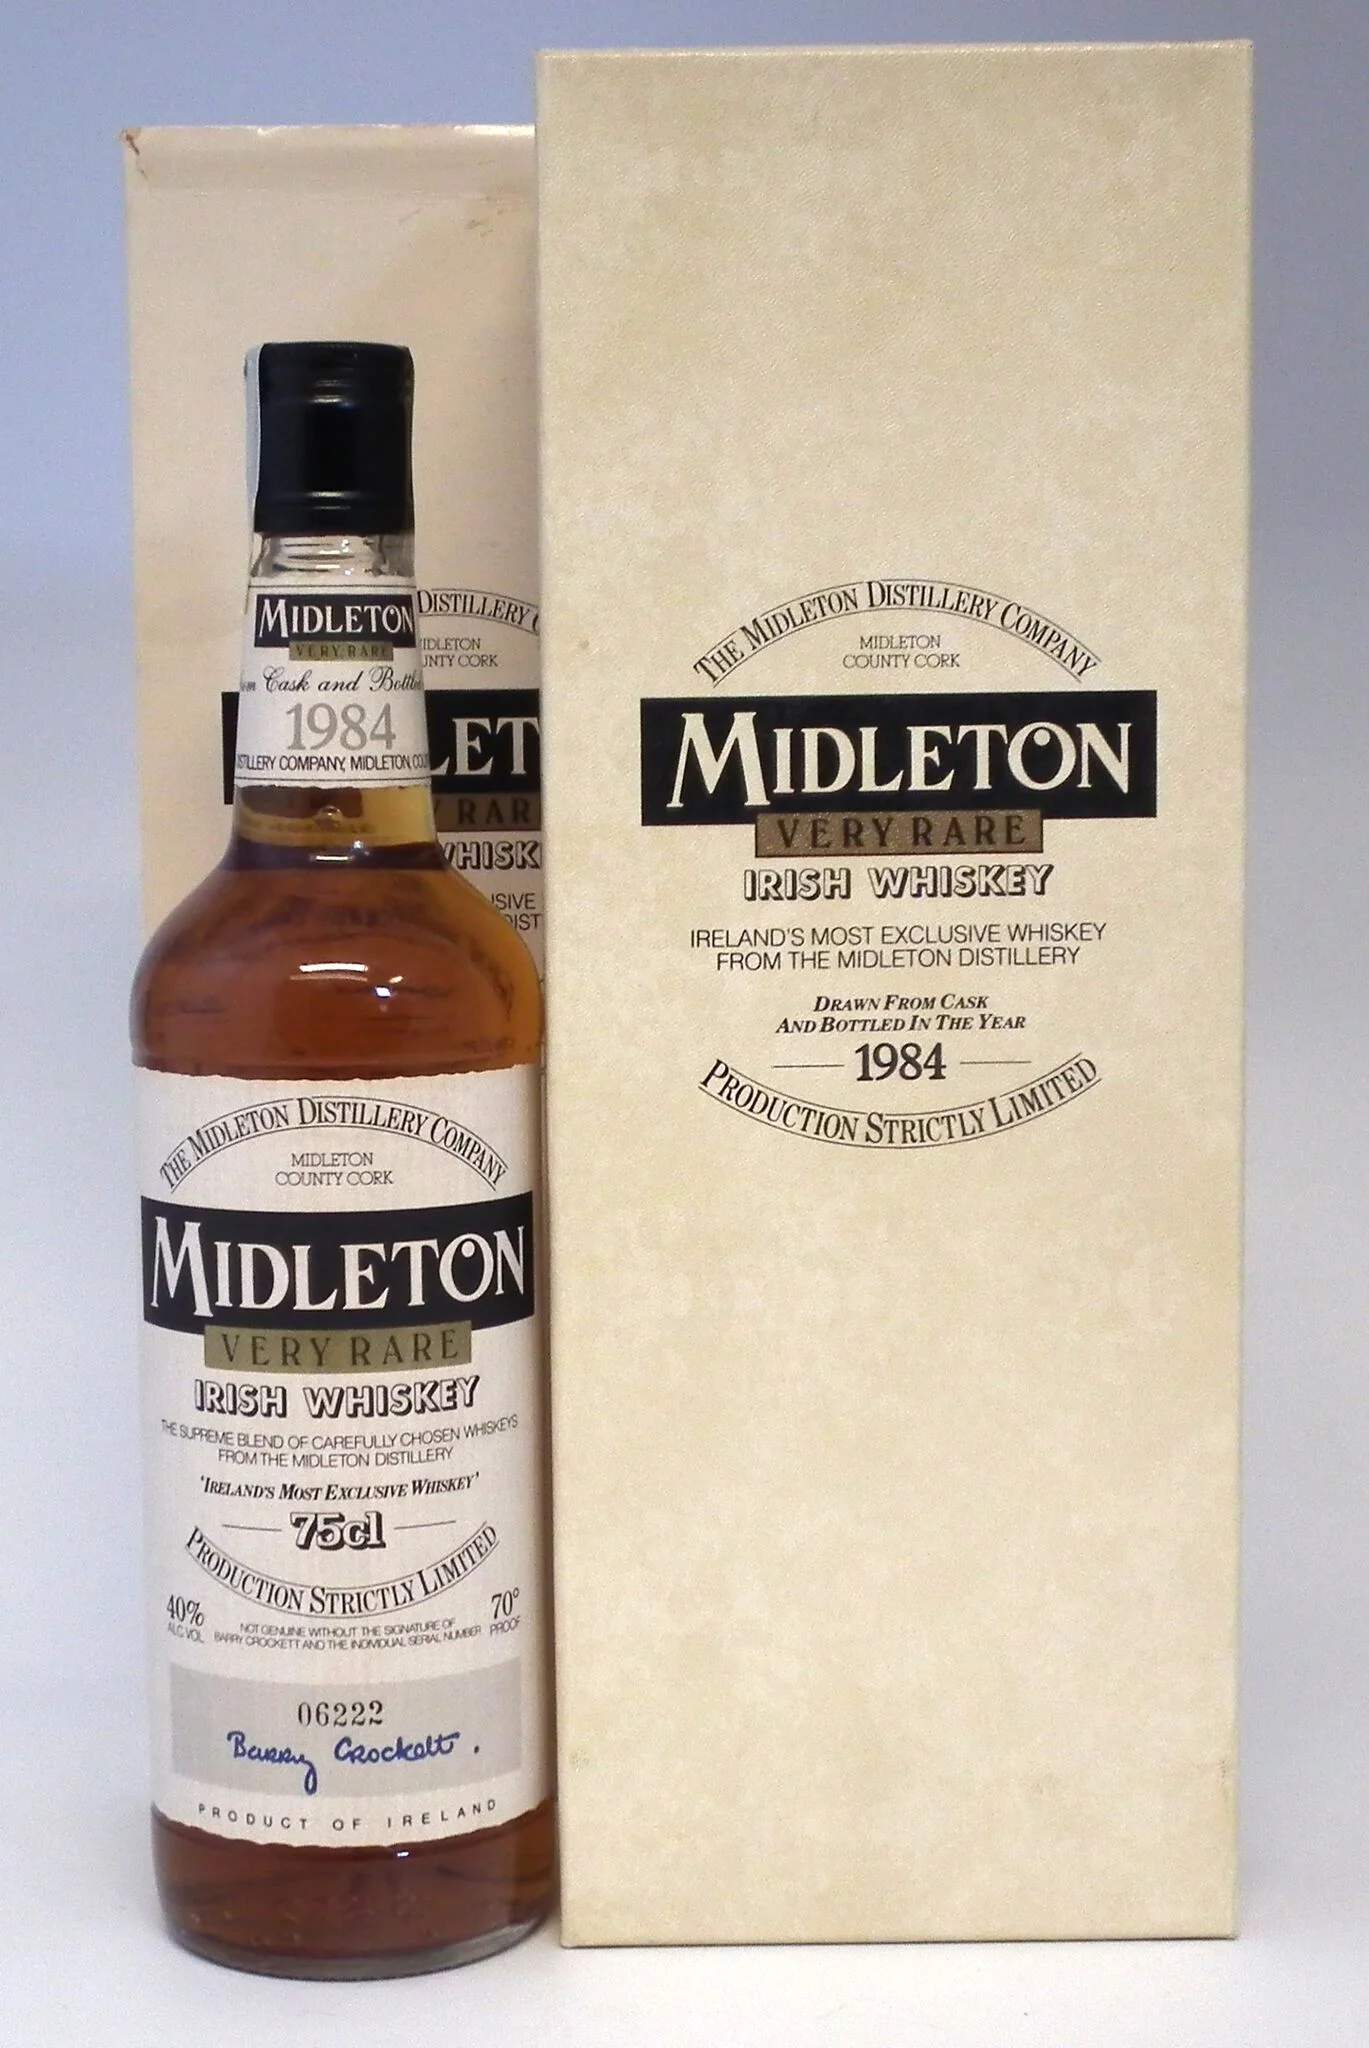 MIDLETON
VERY RARE
Cask and
1984
COMPANY, MIDLETON,
DISTILLERY
CORK
THE MIDLETON DISTILLERY COMPANY
MIDLETON
COUNTY CORK
MIDLETON
VERY RARE
IRISH WHISKEY
THE SUPREME BLEND OF CAREFULLY CHOSEN WHISKEYS
FROM THE MIDLETON DISTILLERY
'IRELAND'S MOST EXCLUSIVE WHISKEY'
75cl
PRODUCTION STRICTLY LIMITED
40%
ALC VOL
70°
PROOF
NOT GENUINE WITHOUT THE SIGNATURE OF
BARRY CROCKETT AND THE INDIVIDUAL SERIAL NUMBER
06222
Barry Crockett.
PRODUCT OF IRELAND
THE MIDLETON DISTILLERY COMPANY
MIDLETON
COUNTY CORK
MIDLETON
VERY RARE
IRISH WHISKEY
IRELAND'S MOST EXCLUSIVE WHISKEY
FROM THE MIDLETON DISTILLERY
DRAWN FROM CASK
AND BOTTLED IN THE YEAR
1984
PRODUCTION STRICTLY LIMITED